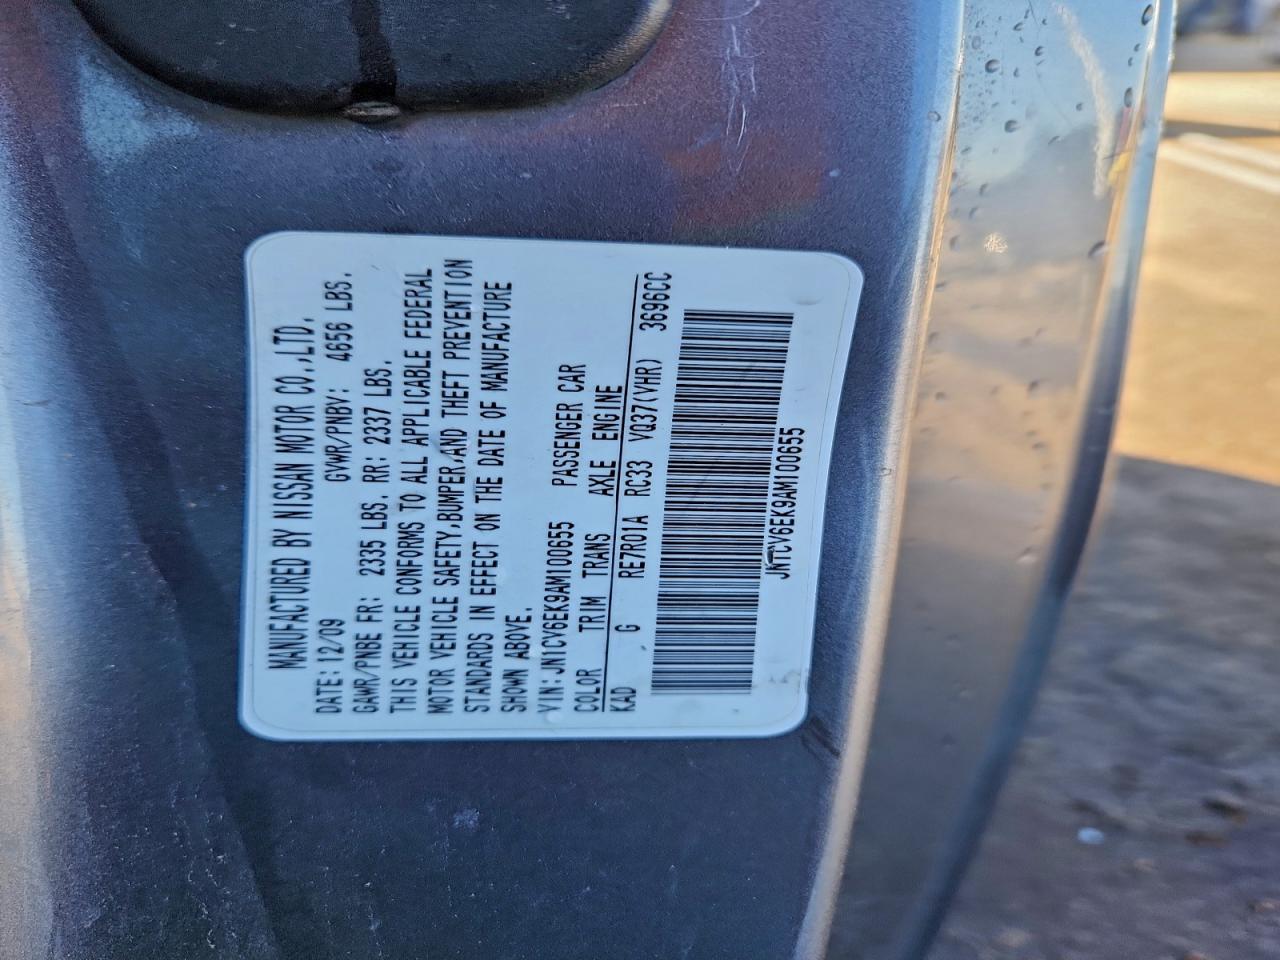 MANUFACTURED BY NISSAN MOTOR CO.,LTD.
DATE:12/09 GVWR/PNBV: 4656 LBS.
GAWR/PNBE FR: 2335 LBS. RR: 2337 LBS.
THIS VEHICLE CONFORMS TO ALL APPLICABLE FEDERAL
MOTOR VEHICLE SAFETY,BUMPER,AND THEFT PREVENTION
STANDARDS IN EFFECT ON THE DATE OF MANUFACTURE
SHOWN ABOVE.
VIN:JN1CV6EK9AM100655 PASSENGER CAR
COLOR TRIM TRANS AXLE ENGINE
KAD G RE7R01A RC33 VQ37(VHR) 3696CC
JN1CV6EK9AM100655